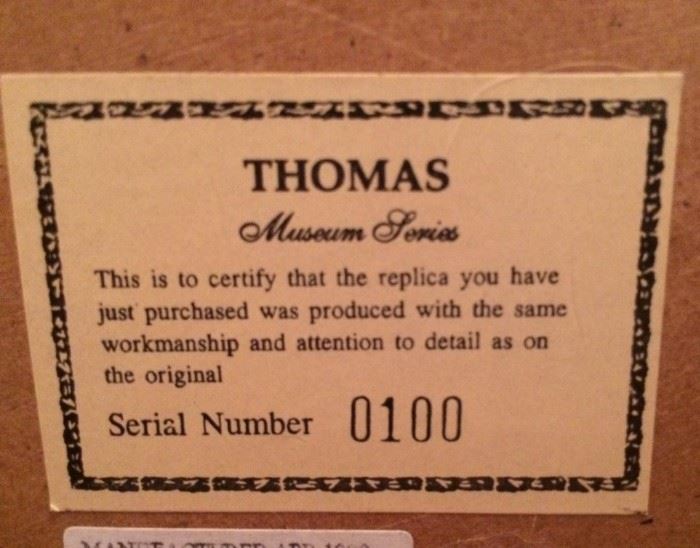 THOMAS
Museum Series
This is to certify that the replica you have
just purchased was produced with the same
workmanship and attention to detail as on
the original
Serial Number 0100
MANUFACTURED